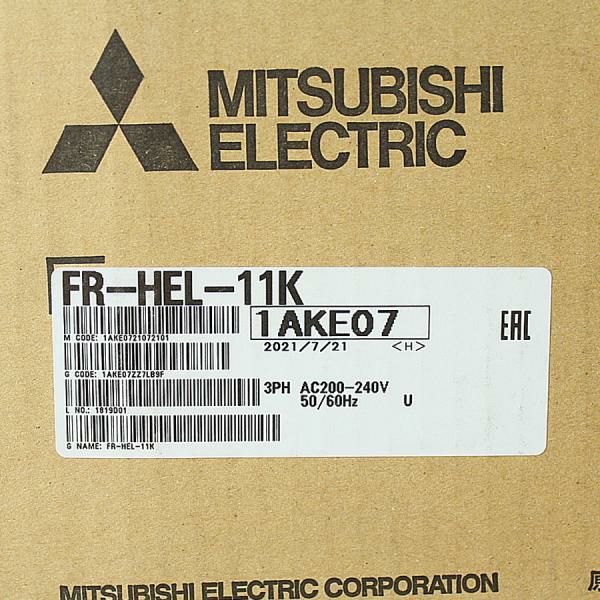 MITSUBISHI
ELECTRIC
FR-HEL-11K
1AKE07
M CODE: 1AKE0721072101
2021/7/21 <H>
EAC
G CODE: 1AKE07ZZ7LB9F
3PH AC200-240V
50/60Hz U
L NO.: 1819D01
G NAME: FR-HEL-11K
MITSUBISHI ELECTRIC CORPORATION
原